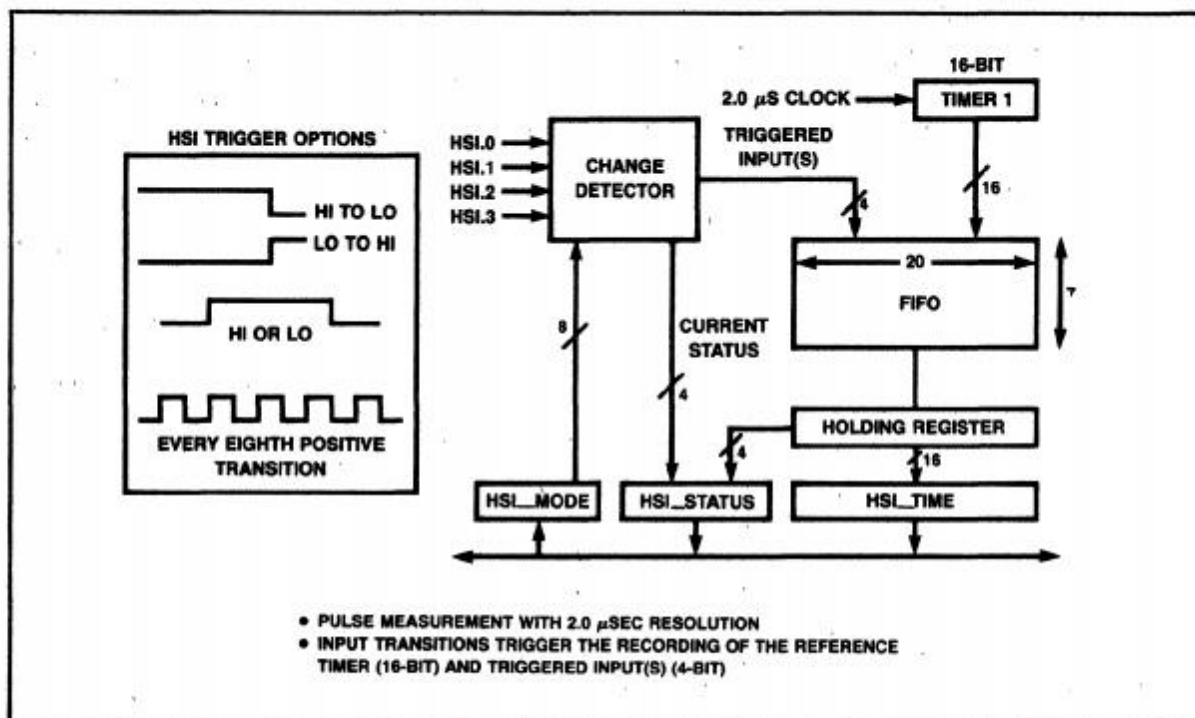 HSI TRIGGER OPTIONS
HI TO LO
LO TO HI
HI OR LO
EVERY EIGHTH POSITIVE
TRANSITION
HSI.0
HSI.1
HSI.2
HSI.3
CHANGE
DETECTOR
TRIGGERED
INPUT(S)
2.0 μS CLOCK
16-BIT
TIMER 1
4
16
20
FIFO
8
CURRENT
STATUS
4
HOLDING REGISTER
4
16
HSI_MODE
HSI_STATUS
HSI_TIME
• PULSE MEASUREMENT WITH 2.0 μSEC RESOLUTION
• INPUT TRANSITIONS TRIGGER THE RECORDING OF THE REFERENCE
TIMER (16-BIT) AND TRIGGERED INPUT(S) (4-BIT)